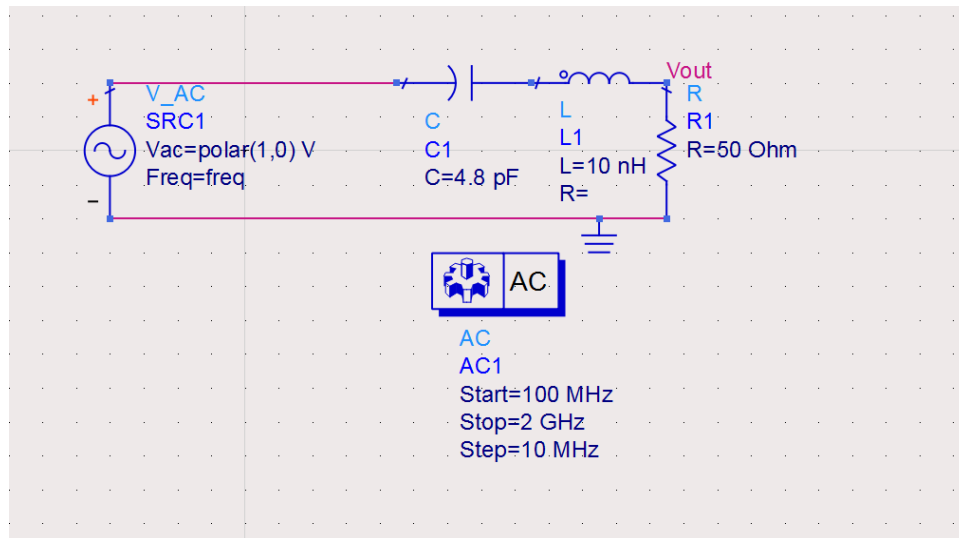 +
V_AC
SRC1
Vac=polar(1,0) V
Freq=freq
−
C
C1
C=4.8 pF
L
L1
L=10 nH
R=
Vout
R
R1
R=50 Ohm
AC
AC
AC1
Start=100 MHz
Stop=2 GHz
Step=10 MHz